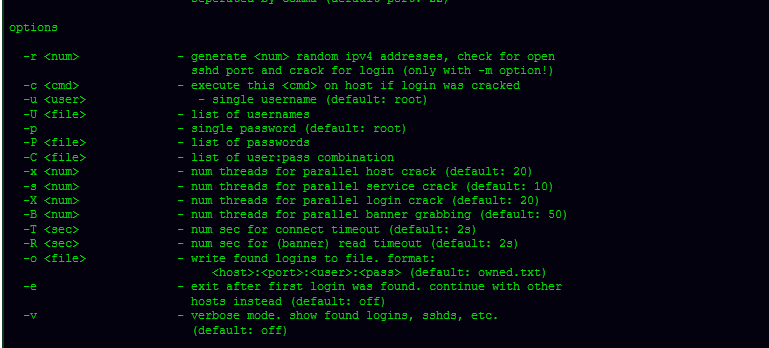 seperated by comma (default port: 22)
options
-r <num> - generate <num> random ipv4 addresses, check for open
sshd port and crack for login (only with -m option!)
-c <cmd> - execute this <cmd> on host if login was cracked
-u <user> - single username (default: root)
-U <file> - list of usernames
-p - single password (default: root)
-P <file> - list of passwords
-C <file> - list of user:pass combination
-x <num> - num threads for parallel host crack (default: 20)
-s <num> - num threads for parallel service crack (default: 10)
-X <num> - num threads for parallel login crack (default: 20)
-B <num> - num threads for parallel banner grabbing (default: 50)
-T <sec> - num sec for connect timeout (default: 2s)
-R <sec> - num sec for (banner) read timeout (default: 2s)
-o <file> - write found logins to file. format:
<host>:<port>:<user>:<pass> (default: owned.txt)
-e - exit after first login was found. continue with other
hosts instead (default: off)
-v - verbose mode. show found logins, sshds, etc.
(default: off)